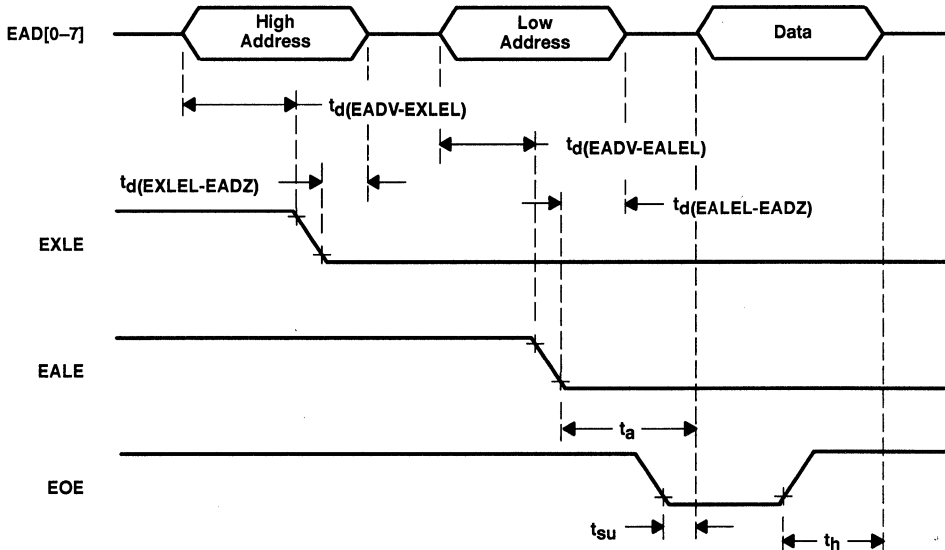 EAD[0–7]
High
Address
Low
Address
Data
td(EADV-EXLEL)
td(EADV-EALEL)
td(EXLEL-EADZ)
td(EALEL-EADZ)
EXLE
EALE
ta
EOE
tsu
th